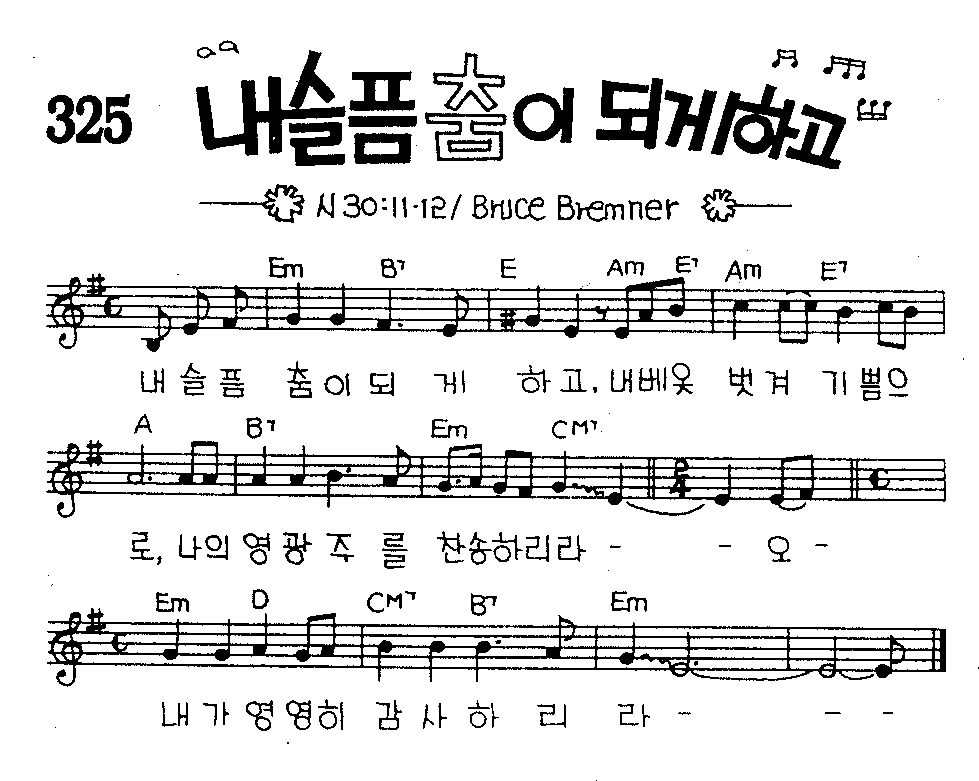 325 내 슬픔 춤이 되게 하고
시 30:11-12/ Bruce Bremner
Em B7 E Am E7 Am E7
내 슬 픔 춤 이 되 게 하 고, 내 베 옷 벗 겨 기 쁨 으
A B7 Em CM7
로, 나의 영 광 주 를 찬송하리라 - - 오 -
2/4
Em D CM7 B7 Em
내 가 영 영히 감 사 하 리 라 - - -